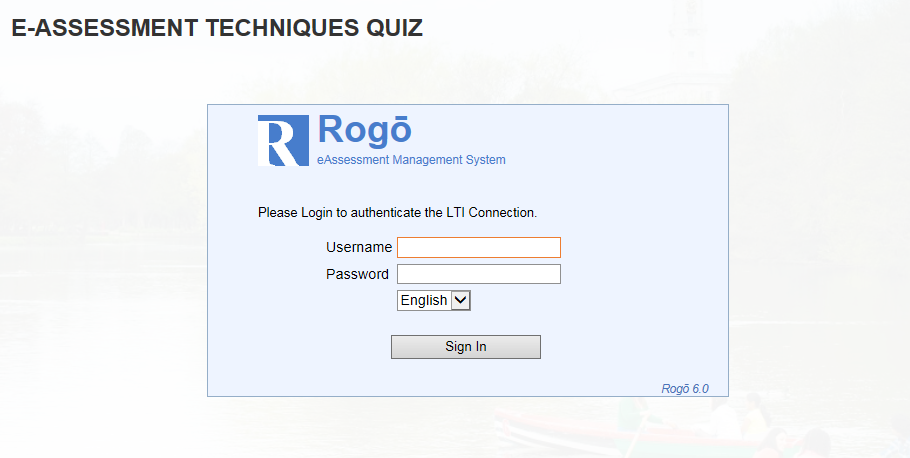 E-ASSESSMENT TECHNIQUES QUIZ
R
Rogō
eAssessment Management System
Please Login to authenticate the LTI Connection.
Username
Password
English
Sign In
Rogō 6.0